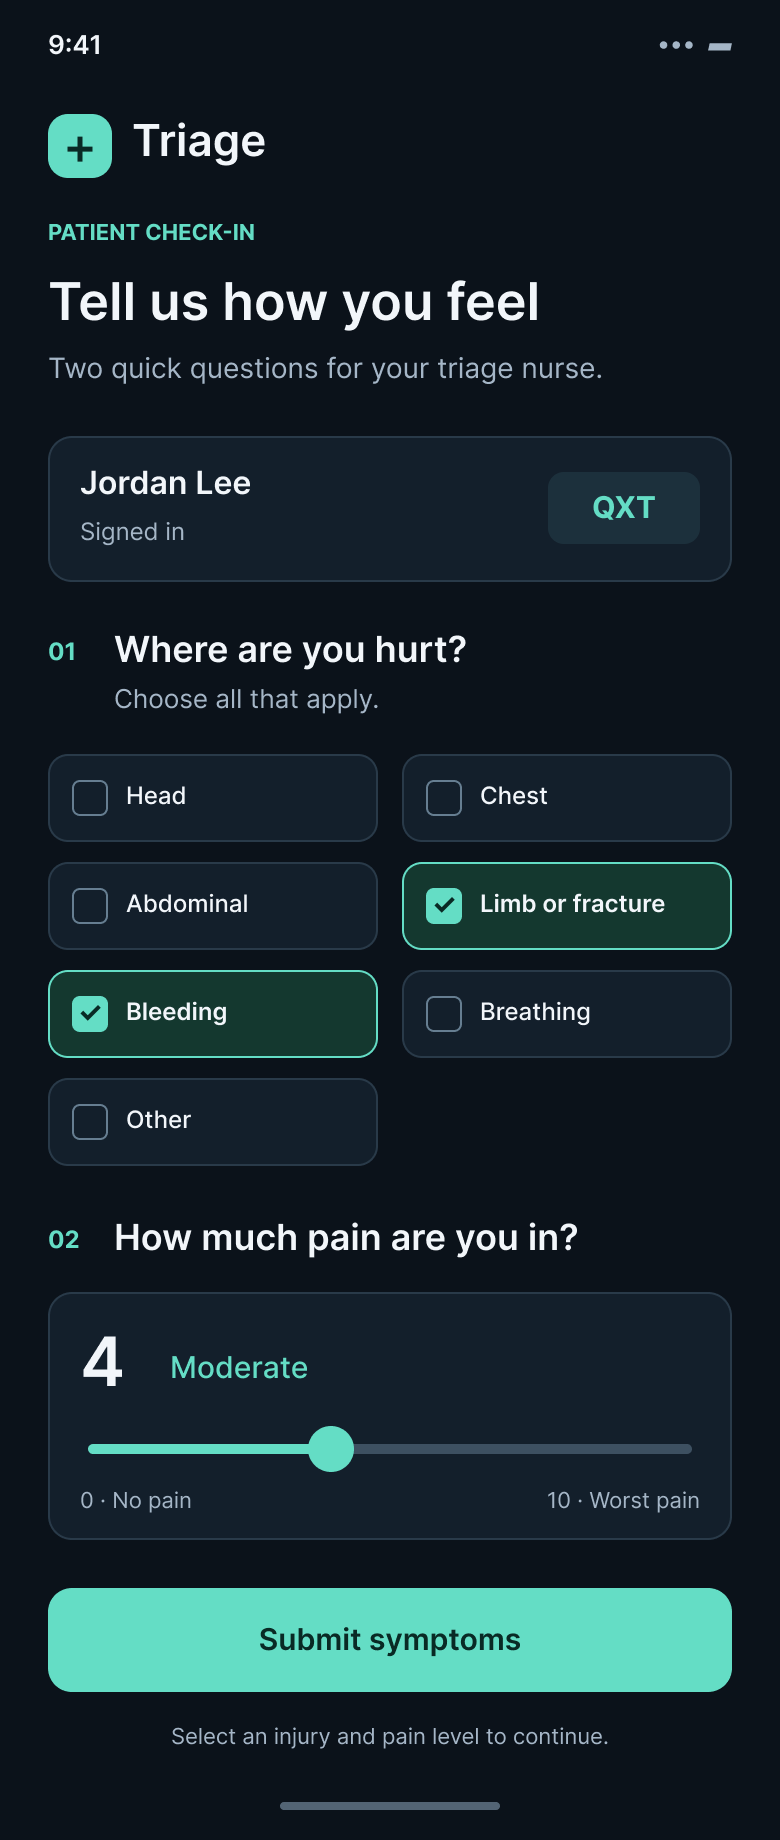 9:41
Triage
PATIENT CHECK-IN
Tell us how you feel
Two quick questions for your triage nurse.
Jordan Lee
Signed in
QXT
01 Where are you hurt?
Choose all that apply.
Head
Chest
Abdominal
Limb or fracture
Bleeding
Breathing
Other
02 How much pain are you in?
4 Moderate
0 · No pain
10 · Worst pain
Submit symptoms
Select an injury and pain level to continue.